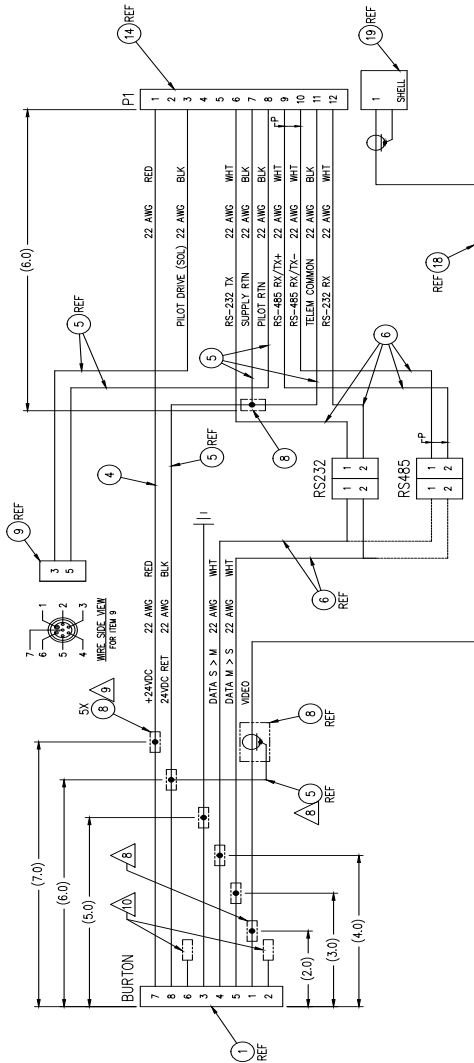 BURTON
7
8
6
3
4
5
1
2
1 REF
(7.0)
(6.0)
(5.0)
(4.0)
(3.0)
(2.0)
10
8
5X 8 9
WIRE SIDE VIEW
FOR ITEM 9
7
6
5
4
1
2
3
9 REF
3
5
+24VDC 22 AWG RED
24VDC RET 22 AWG BLK
DATA S > M 22 AWG WHT
DATA M > S 22 AWG WHT
VIDEO
8 REF
8 5 REF
6 REF
4
5 REF
5 REF
(6.0)
8
5
6
RS232
1 1
2 2
RS485
1 1
2 2
P
P1
14 REF
22 AWG RED 1
2
PILOT DRIVE (SOL) 22 AWG BLK 3
4
5
RS-232 TX 22 AWG WHT 6
SUPPLY RTN 22 AWG BLK 7
PILOT RTN 22 AWG BLK 8
RS-485 RX/TX+ 22 AWG WHT 9
RS-485 RX/TX- 22 AWG WHT 10
TELEM COMMON 22 AWG BLK 11
RS-232 RX 22 AWG WHT 12
P
19 REF
1
SHELL
REF 18